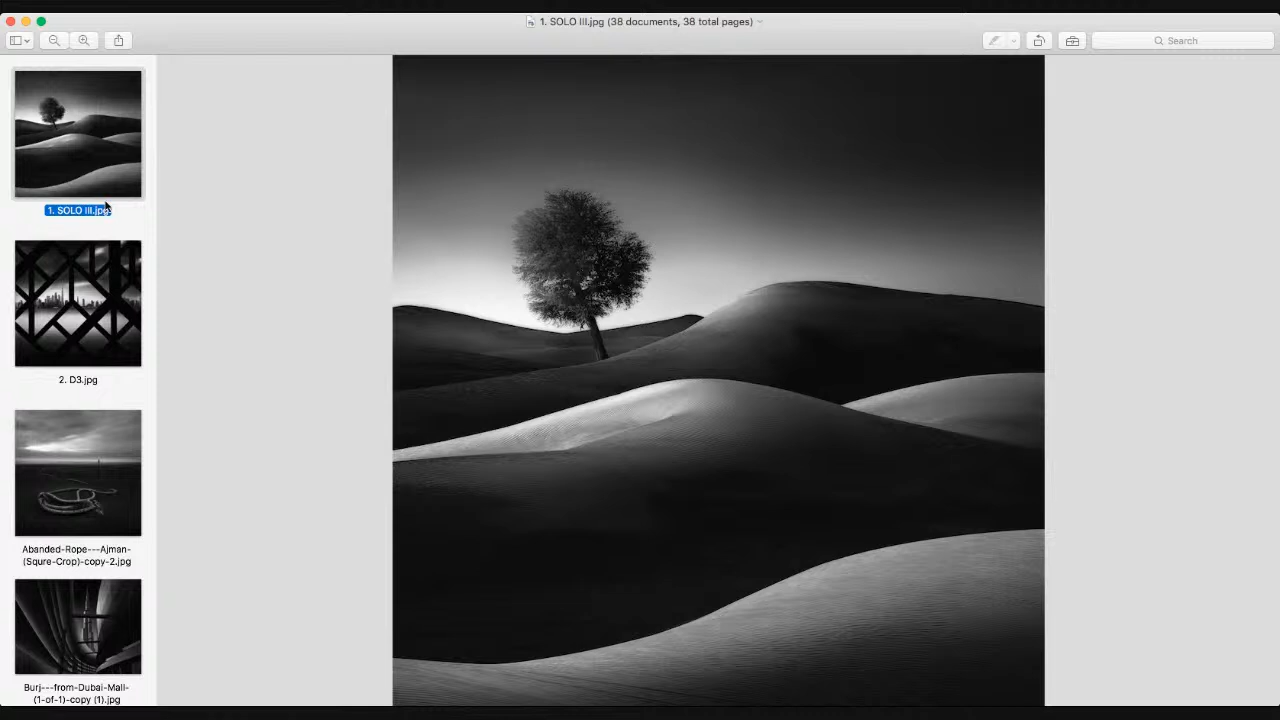 1. SOLO III.jpg (38 documents, 38 total pages)
Search
1. SOLO III.jpg
2. D3.jpg
Abanded-Rope---Ajman-
(Squre-Crop)-copy-2.jpg
Burj---from-Dubai-Mall-
(1-of-1)-copy (1).jpg